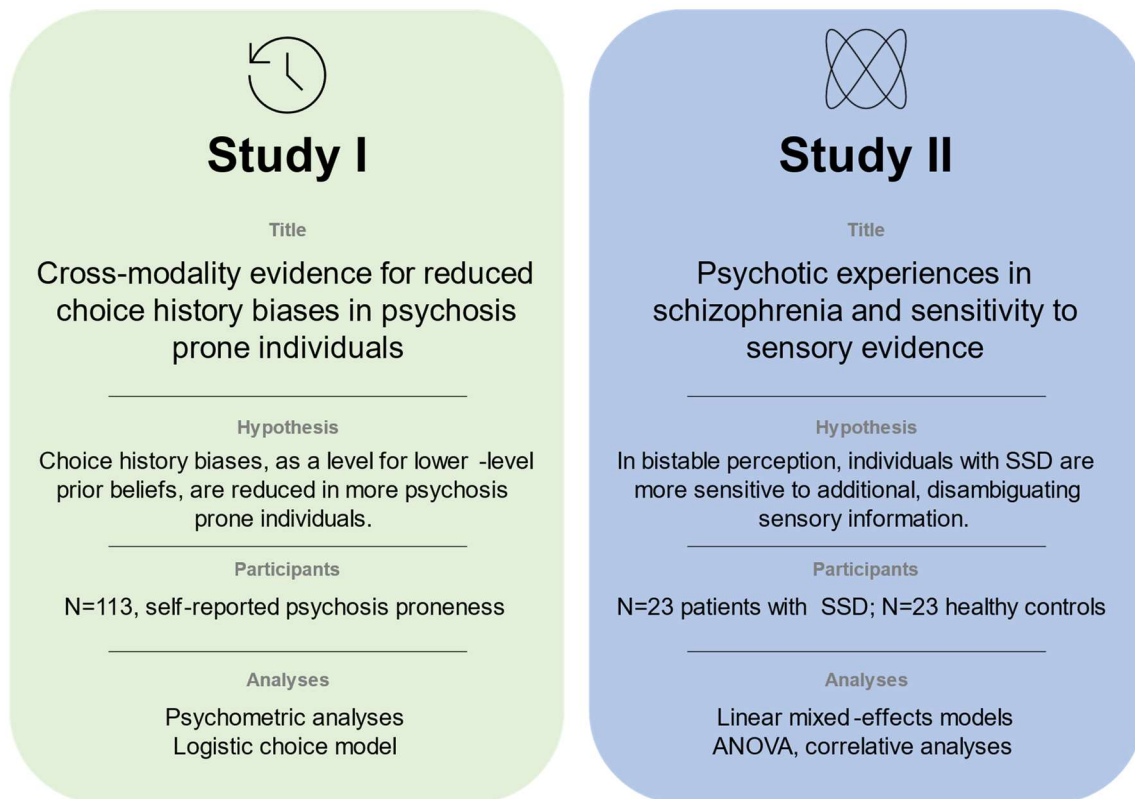 Study I
Title
Cross-modality evidence for reduced
choice history biases in psychosis
prone individuals
Hypothesis
Choice history biases, as a level for lower -level
prior beliefs, are reduced in more psychosis
prone individuals.
Participants
N=113, self-reported psychosis proneness
Analyses
Psychometric analyses
Logistic choice model
Study II
Title
Psychotic experiences in
schizophrenia and sensitivity to
sensory evidence
Hypothesis
In bistable perception, individuals with SSD are
more sensitive to additional, disambiguating
sensory information.
Participants
N=23 patients with SSD; N=23 healthy controls
Analyses
Linear mixed -effects models
ANOVA, correlative analyses